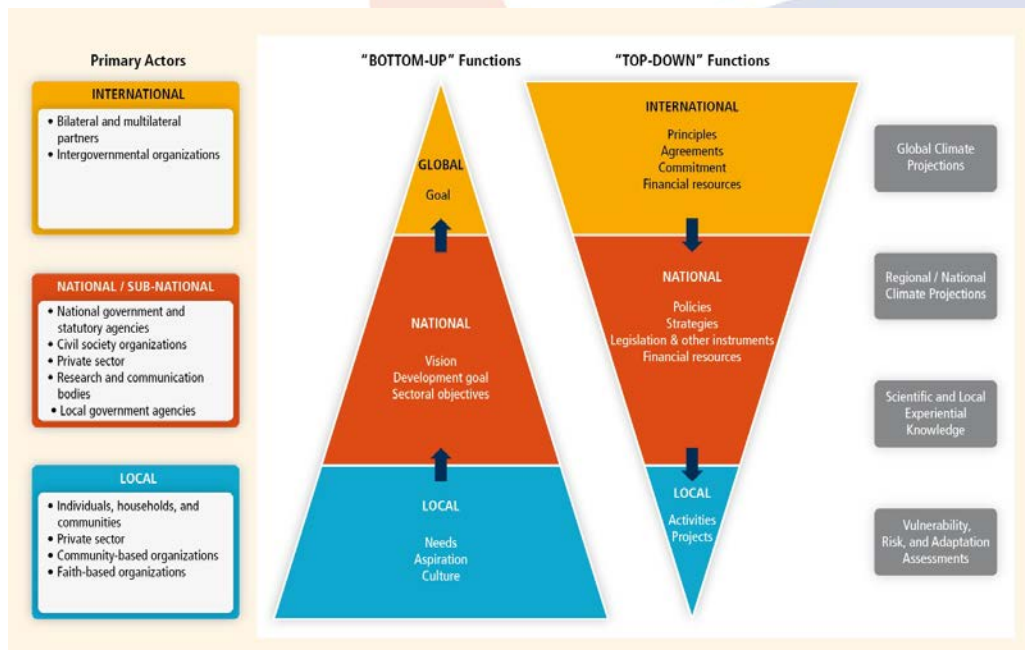 Primary Actors
INTERNATIONAL
• Bilateral and multilateral
partners
• Intergovernmental organizations
NATIONAL / SUB-NATIONAL
• National government and
statutory agencies
• Civil society organizations
• Private sector
• Research and communication
bodies
• Local government agencies
LOCAL
• Individuals, households, and
communities
• Private sector
• Community-based organizations
• Faith-based organizations
"BOTTOM-UP" Functions
GLOBAL
Goal
NATIONAL
Vision
Development goal
Sectoral objectives
LOCAL
Needs
Aspiration
Culture
"TOP-DOWN" Functions
INTERNATIONAL
Principles
Agreements
Commitment
Financial resources
NATIONAL
Policies
Strategies
Legislation & other instruments
Financial resources
LOCAL
Activities
Projects
Global Climate
Projections
Regional / National
Climate Projections
Scientific and Local
Experiential
Knowledge
Vulnerability,
Risk, and Adaptation
Assessments